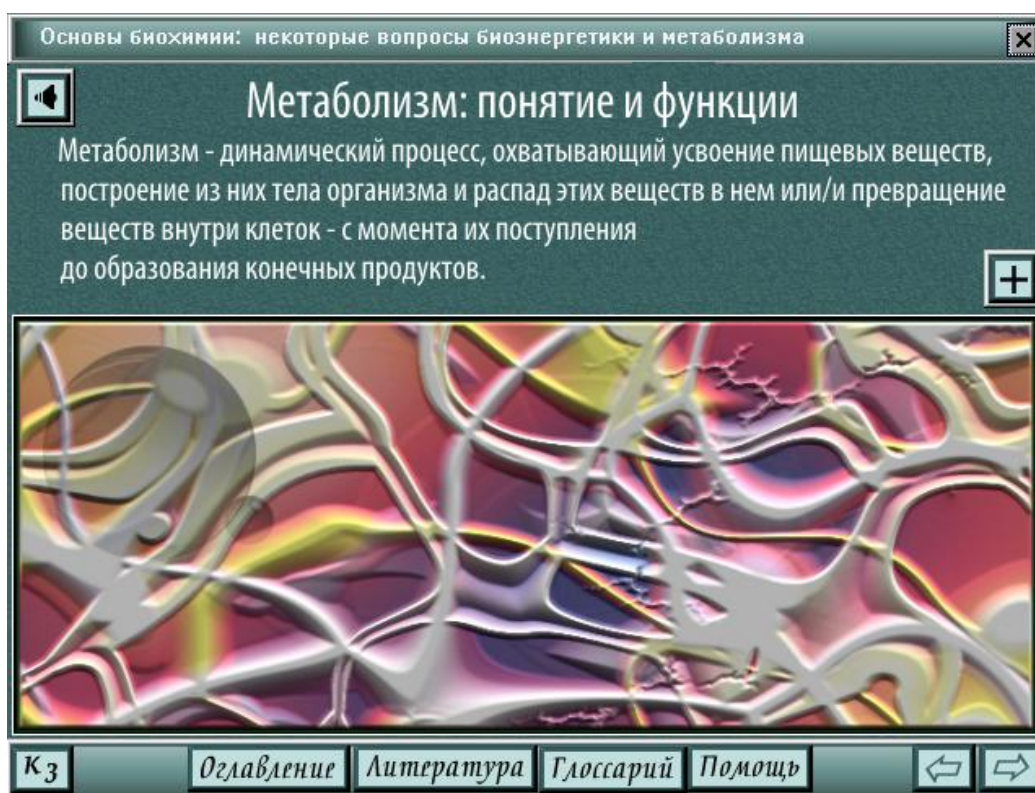 Основы биохимии: некоторые вопросы биоэнергетики и метаболизма
Метаболизм: понятие и функции
Метаболизм - динамический процесс, охватывающий усвоение пищевых веществ,
построение из них тела организма и распад этих веществ в нем или/и превращение
веществ внутри клеток - с момента их поступления
до образования конечных продуктов.
К3 Оглавление Литература Глоссарий Помощь